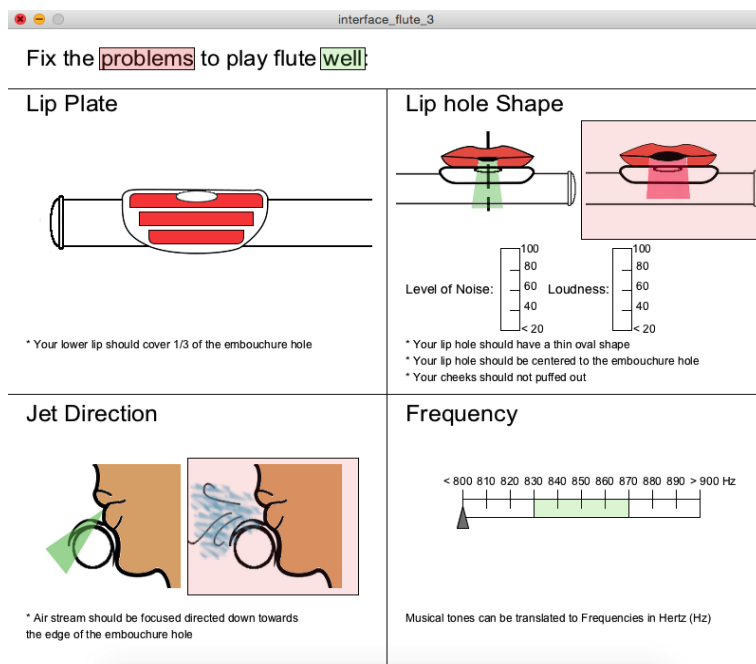 interface_flute_3
Fix the problems to play flute well:
Lip Plate
* Your lower lip should cover 1/3 of the embouchure hole
Lip hole Shape
Level of Noise:
100
80
60
40
< 20
Loudness:
100
80
60
40
< 20
* Your lip hole should have a thin oval shape
* Your lip hole should be centered to the embouchure hole
* Your cheeks should not puffed out
Jet Direction
* Air stream should be focused directed down towards
the edge of the embouchure hole
Frequency
< 800 810 820 830 840 850 860 870 880 890 > 900 Hz
Musical tones can be translated to Frequencies in Hertz (Hz)